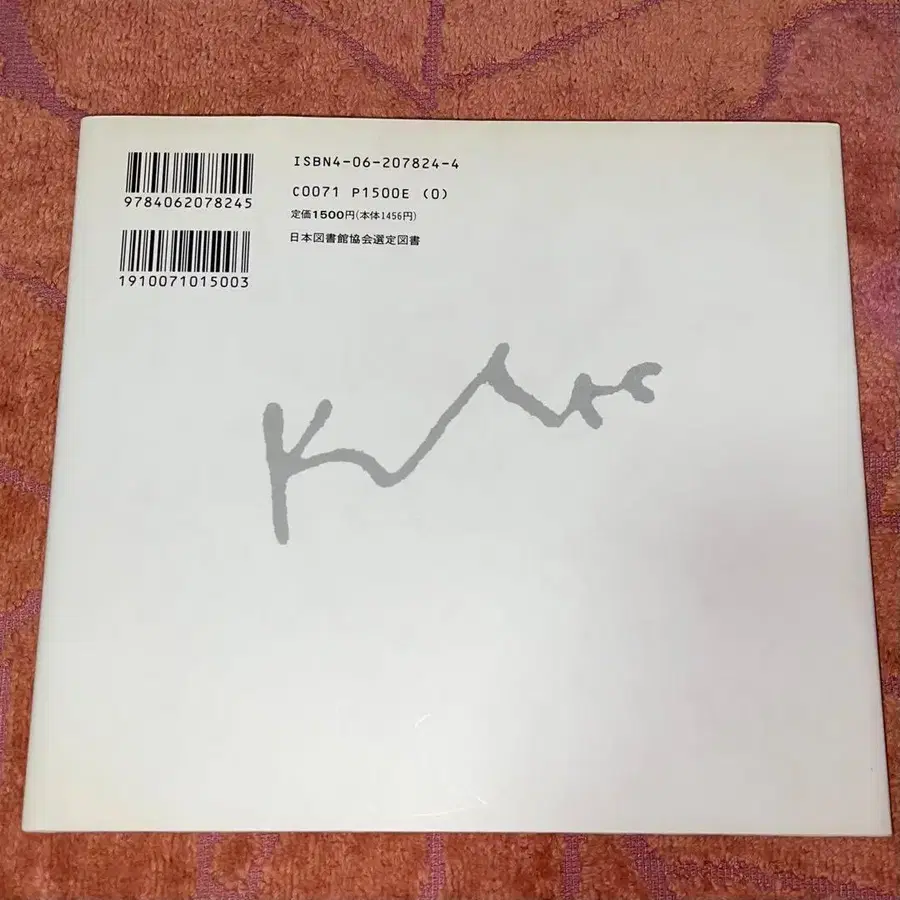 9784062078245
1910071015003
ISBN4-06-207824-4
C0071 P1500E (0)
定価1500円(本体1456円)
日本図書館協会選定図書